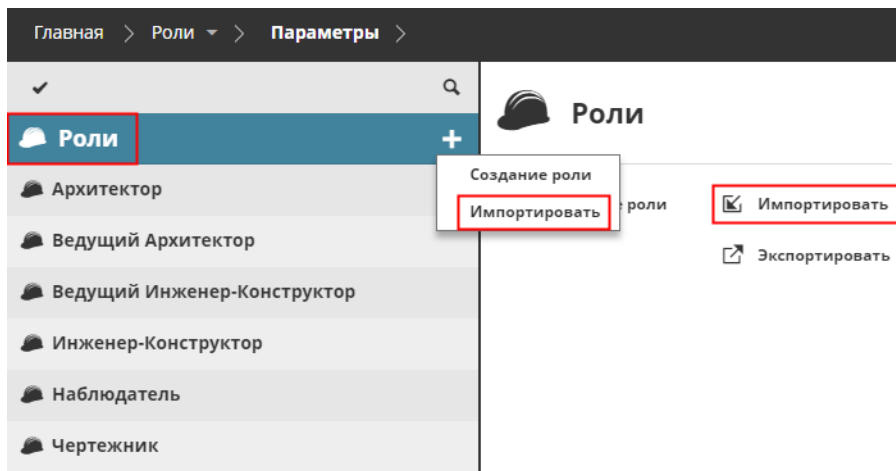 Главная > Роли > Параметры >
Роли
Архитектор
Ведущий Архитектор
Ведущий Инженер-Конструктор
Инженер-Конструктор
Наблюдатель
Чертежник
Создание роли
Импортировать
Роли
роли
Импортировать
Экспортировать